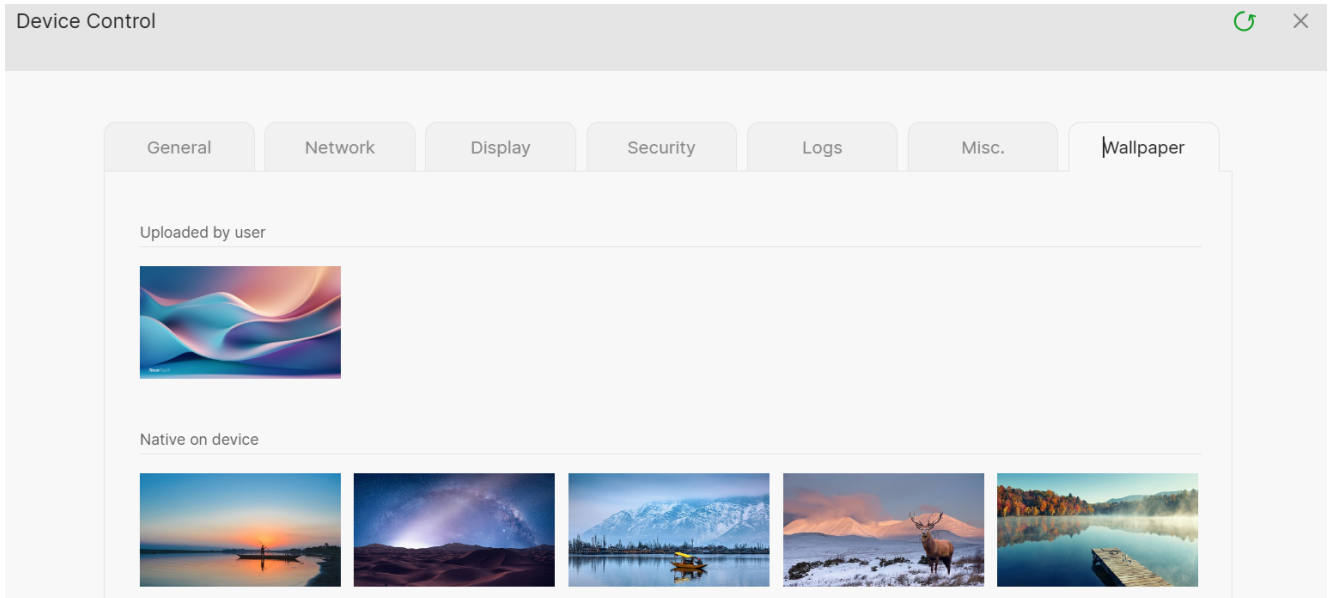 Device Control
General Network Display Security Logs Misc. Wallpaper
Uploaded by user
Native on device